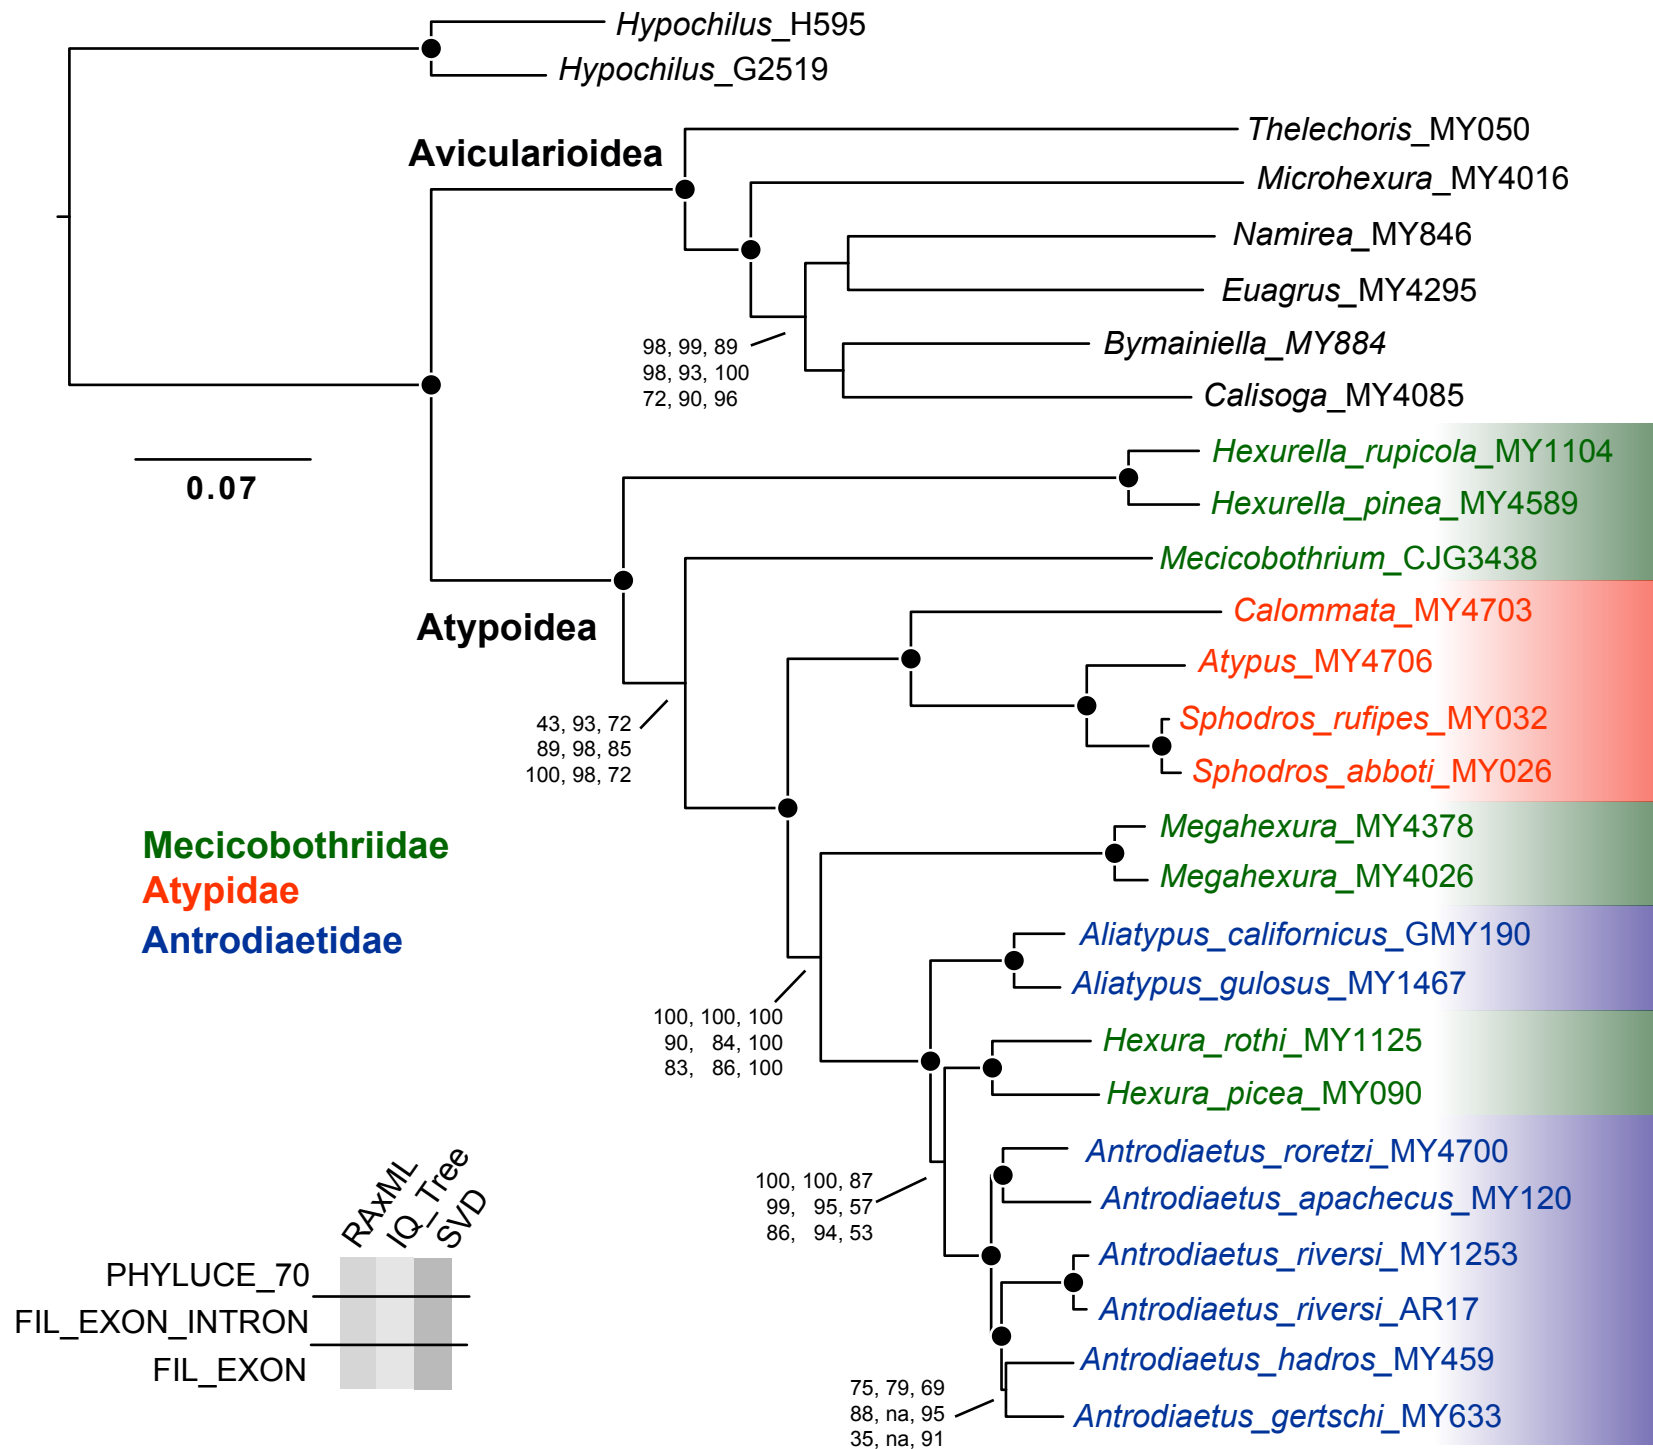 Hypochilus_H595
Hypochilus_G2519
Thelechoris_MY050
Avicularioidea
Microhexura_MY4016
Namirea_MY846
Euagrus_MY4295
98, 99, 89
98, 93, 100
72, 90, 96
Bymainiella_MY884
Calisoga_MY4085
0.07
Hexurella_rupicola_MY1104
Hexurella_pinea_MY4589
Mecicobothrium_CJG3438
Atypoidea
Calommata_MY4703
Atypus_MY4706
Sphodros_rufipes_MY032
Sphodros_abboti_MY026
43, 93, 72
89, 98, 85
100, 98, 72
Megahexura_MY4378
Megahexura_MY4026
Mecicobothriidae
Atypidae
Antrodiaetidae
Aliatypus_californicus_GMY190
Aliatypus_gulosus_MY1467
100, 100, 100
90, 84, 100
83, 86, 100
Hexura_rothi_MY1125
Hexura_picea_MY090
Antrodiaetus_roretzi_MY4700
Antrodiaetus_apachecus_MY120
100, 100, 87
99, 95, 57
86, 94, 53
Antrodiaetus_riversi_MY1253
Antrodiaetus_riversi_AR17
Antrodiaetus_hadros_MY459
Antrodiaetus_gertschi_MY633
75, 79, 69
88, na, 95
35, na, 91
RAxML
IQ_Tree
SVD
PHYLUCE_70
FIL_EXON_INTRON
FIL_EXON